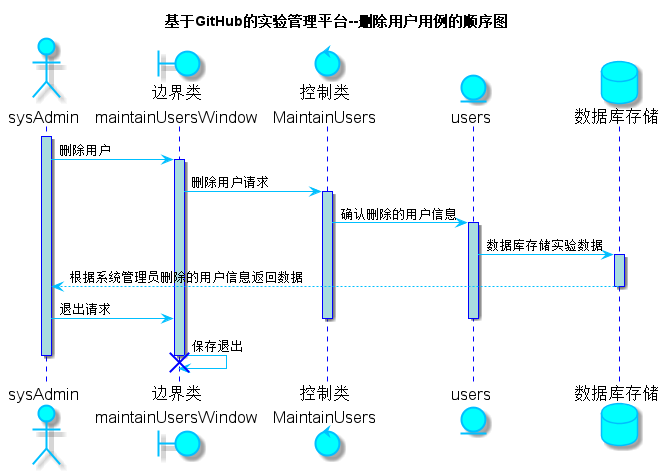 基于GitHub的实验管理平台--删除用户用例的顺序图
sysAdmin
边界类
maintainUsersWindow
控制类
MaintainUsers
users
数据库存储
删除用户
删除用户请求
确认删除的用户信息
数据库存储实验数据
根据系统管理员删除的用户信息返回数据
退出请求
保存退出
sysAdmin
边界类
maintainUsersWindow
控制类
MaintainUsers
users
数据库存储